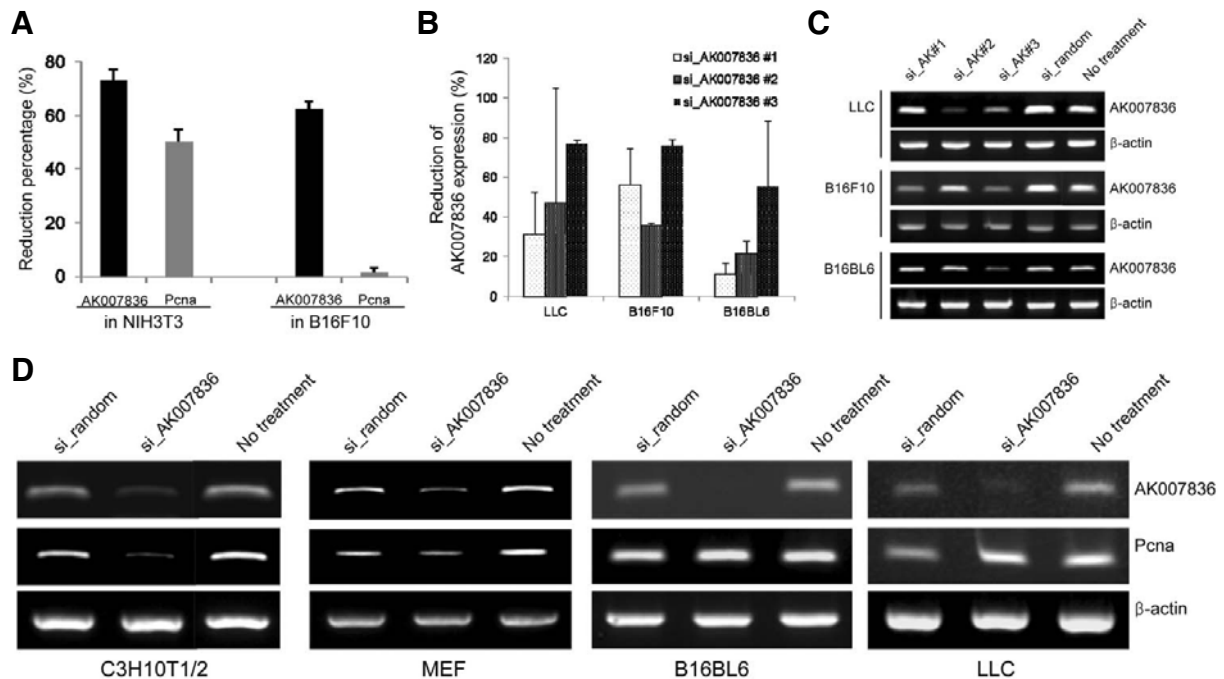 A
Reduction percentage (%)
80
60
40
20
0
AK007836 Pcna AK007836 Pcna
in NIH3T3 in B16F10
B
Reduction of
AK007836 expression (%)
120
100
80
60
40
20
0
si_AK007836 #1
si_AK007836 #2
si_AK007836 #3
LLC B16F10 B16BL6
C
si_AK#1 si_AK#2 si_AK#3 si_random No treatment
LLC AK007836
β-actin
B16F10 AK007836
β-actin
B16BL6 AK007836
β-actin
D
si_random si_AK007836 No treatment si_random si_AK007836 No treatment si_random si_AK007836 No treatment si_random si_AK007836 No treatment
AK007836
Pcna
β-actin
C3H10T1/2 MEF B16BL6 LLC